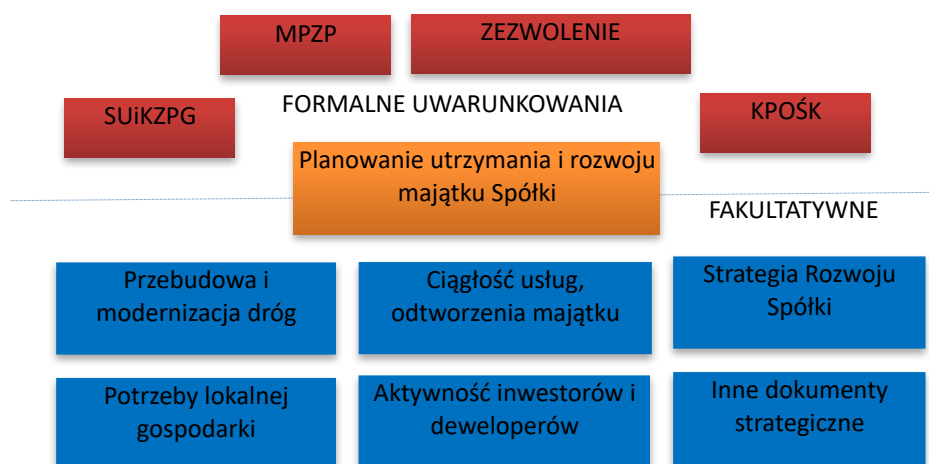 MPZP
ZEZWOLENIE
SUiKZPG
FORMALNE UWARUNKOWANIA
KPOŚK
Planowanie utrzymania i rozwoju
majątku Spółki
FAKULTATYWNE
Przebudowa i
modernizacja dróg
Ciągłość usług,
odtworzenia majątku
Strategia Rozwoju
Spółki
Potrzeby lokalnej
gospodarki
Aktywność inwestorów i
deweloperów
Inne dokumenty
strategiczne